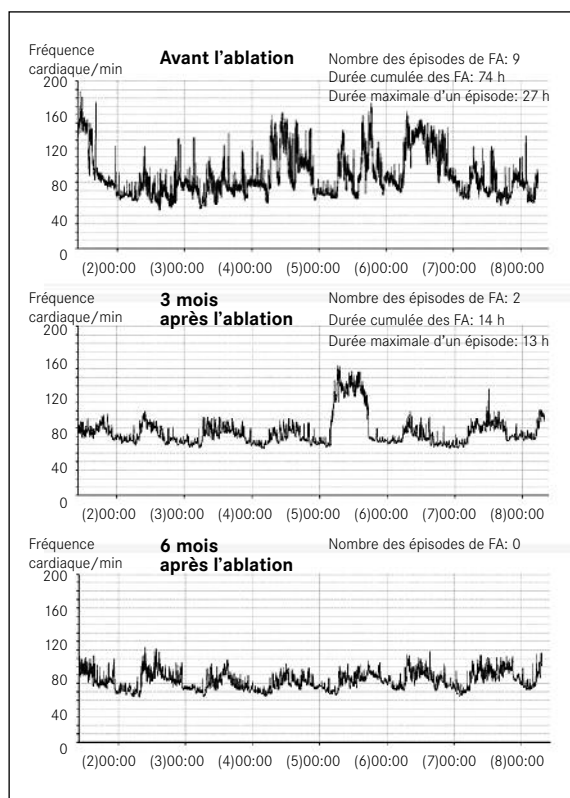 Fréquence
cardiaque/min
Avant l'ablation
Nombre des épisodes de FA: 9
Durée cumulée des FA: 74 h
Durée maximale d'un épisode: 27 h
200
160
120
80
40
0
(2)00:00 (3)00:00 (4)00:00 (5)00:00 (6)00:00 (7)00:00 (8)00:00
Fréquence
cardiaque/min
3 mois
après l'ablation
Nombre des épisodes de FA: 2
Durée cumulée des FA: 14 h
Durée maximale d'un épisode: 13 h
200
160
120
80
40
0
(2)00:00 (3)00:00 (4)00:00 (5)00:00 (6)00:00 (7)00:00 (8)00:00
Fréquence
cardiaque/min
6 mois
après l'ablation
Nombre des épisodes de FA: 0
200
160
120
80
40
0
(2)00:00 (3)00:00 (4)00:00 (5)00:00 (6)00:00 (7)00:00 (8)00:00